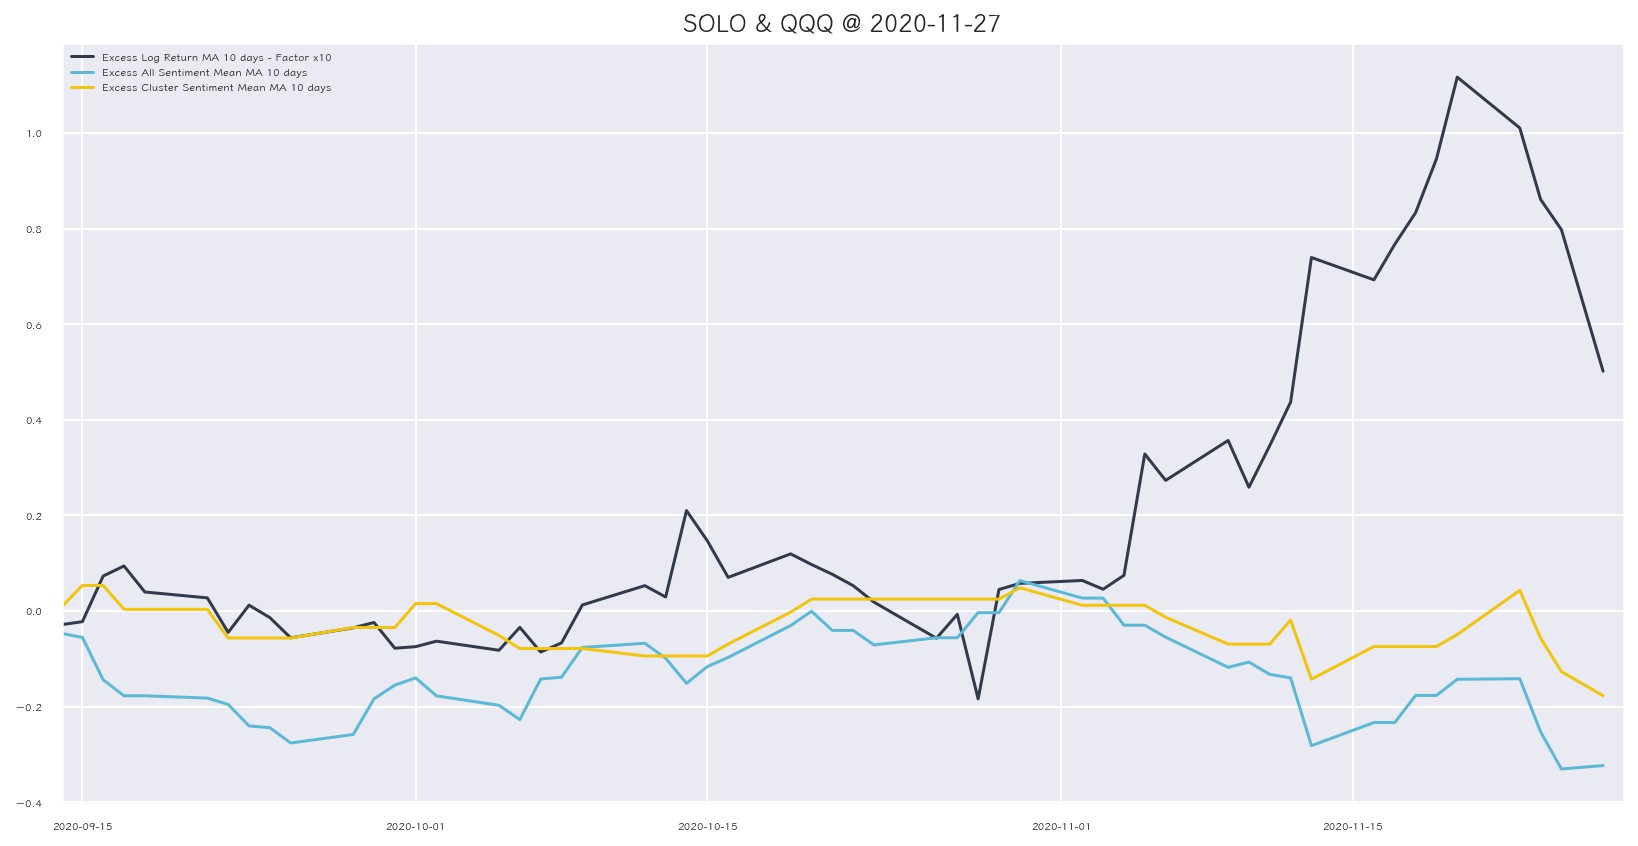 SOLO & QQQ @ 2020-11-27
Excess Log Return MA 10 days - Factor x10
Excess All Sentiment Mean MA 10 days
Excess Cluster Sentiment Mean MA 10 days
1.0
0.8
0.6
0.4
0.2
0.0
−0.2
−0.4
2020-09-15 2020-10-01 2020-10-15 2020-11-01 2020-11-15